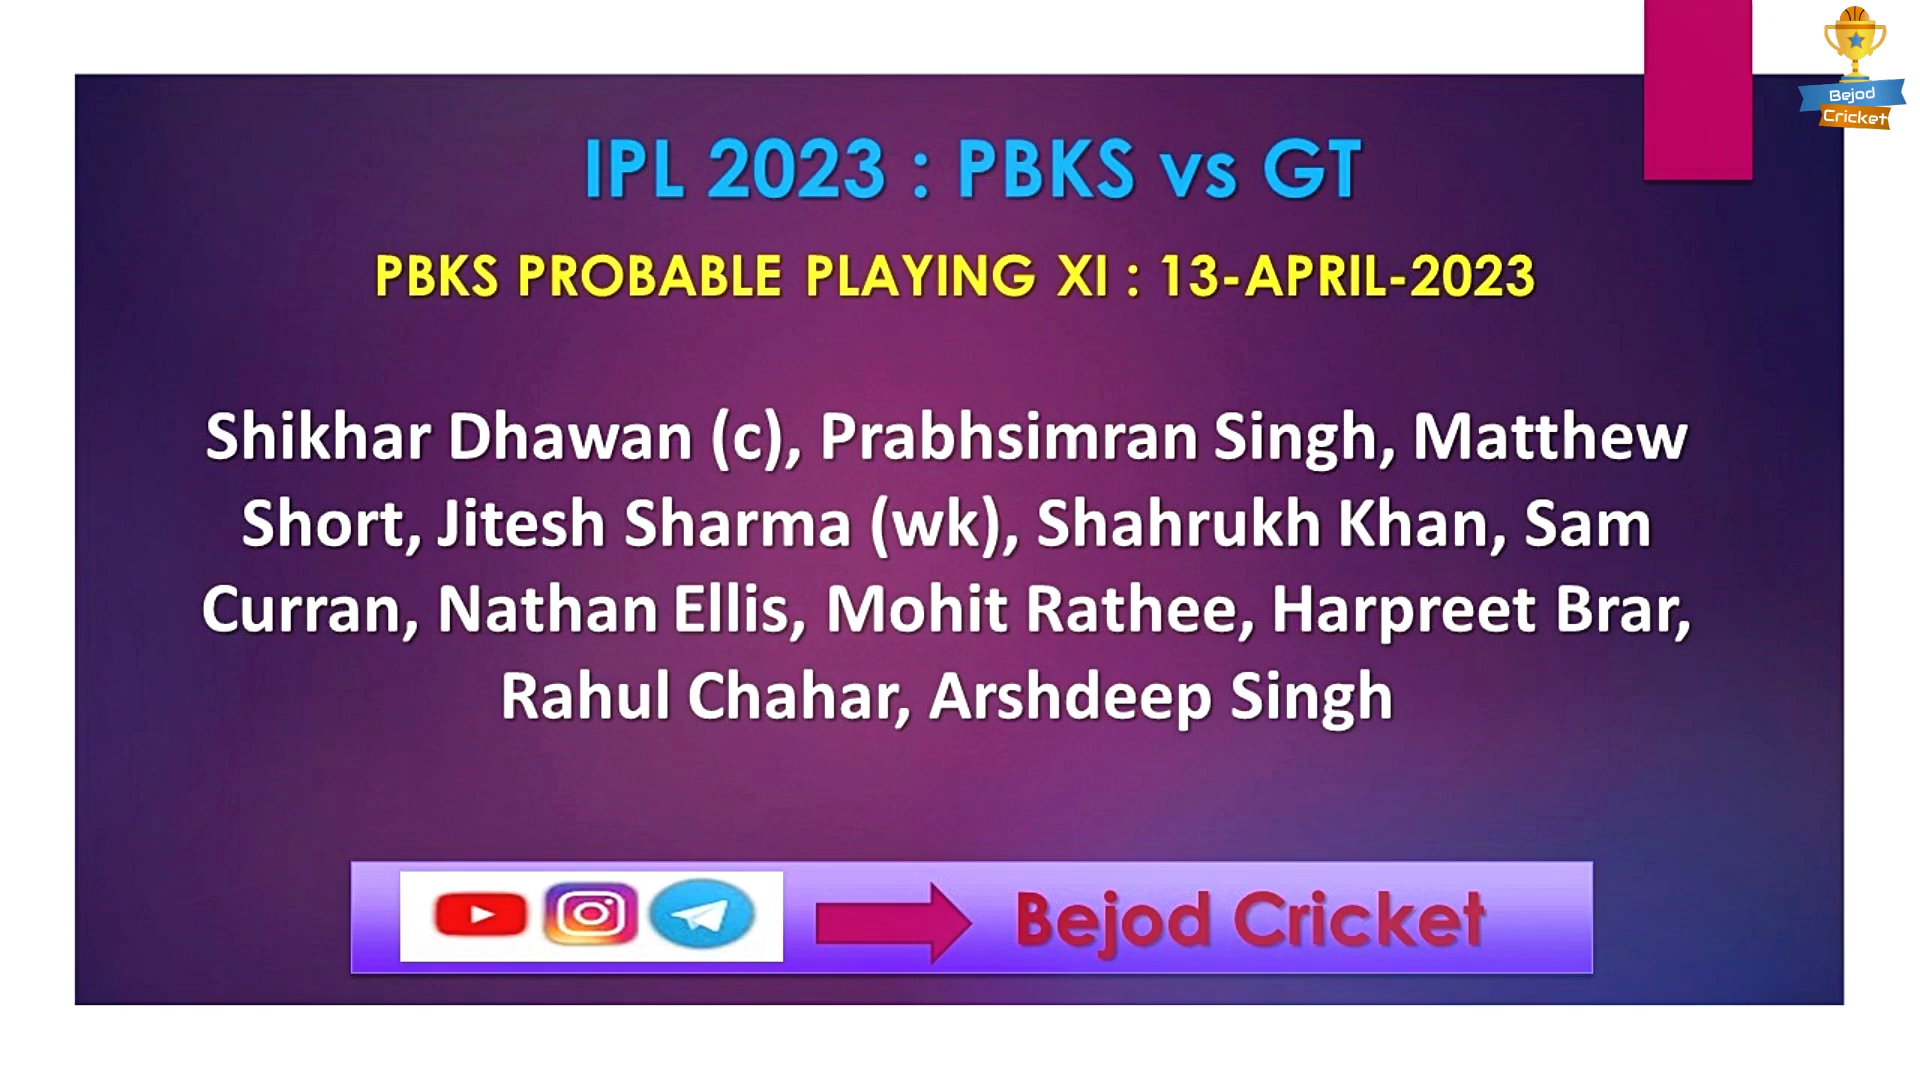 Bejod
Cricket
IPL 2023 : PBKS vs GT
PBKS PROBABLE PLAYING XI : 13-APRIL-2023
Shikhar Dhawan (c), Prabhsimran Singh, Matthew
Short, Jitesh Sharma (wk), Shahrukh Khan, Sam
Curran, Nathan Ellis, Mohit Rathee, Harpreet Brar,
Rahul Chahar, Arshdeep Singh
Bejod Cricket